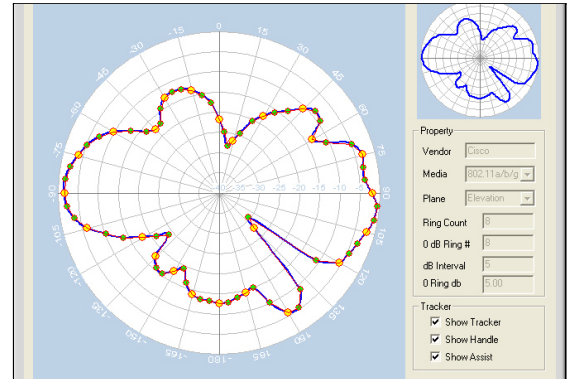 0
-15
15
-30
30
-45
45
-60
60
-75
75
-90
-40
-35
-30
-25
-20
-15
-10
-5
90
-105
105
-120
120
-135
135
-150
150
-165
165
-180
Property
Vendor Cisco
Media 802.11a/b/g
Plane Elevation
Ring Count 8
0 dB Ring # 8
dB Interval 5
0 Ring db 5.00
Tracker
Show Tracker
Show Handle
Show Assist